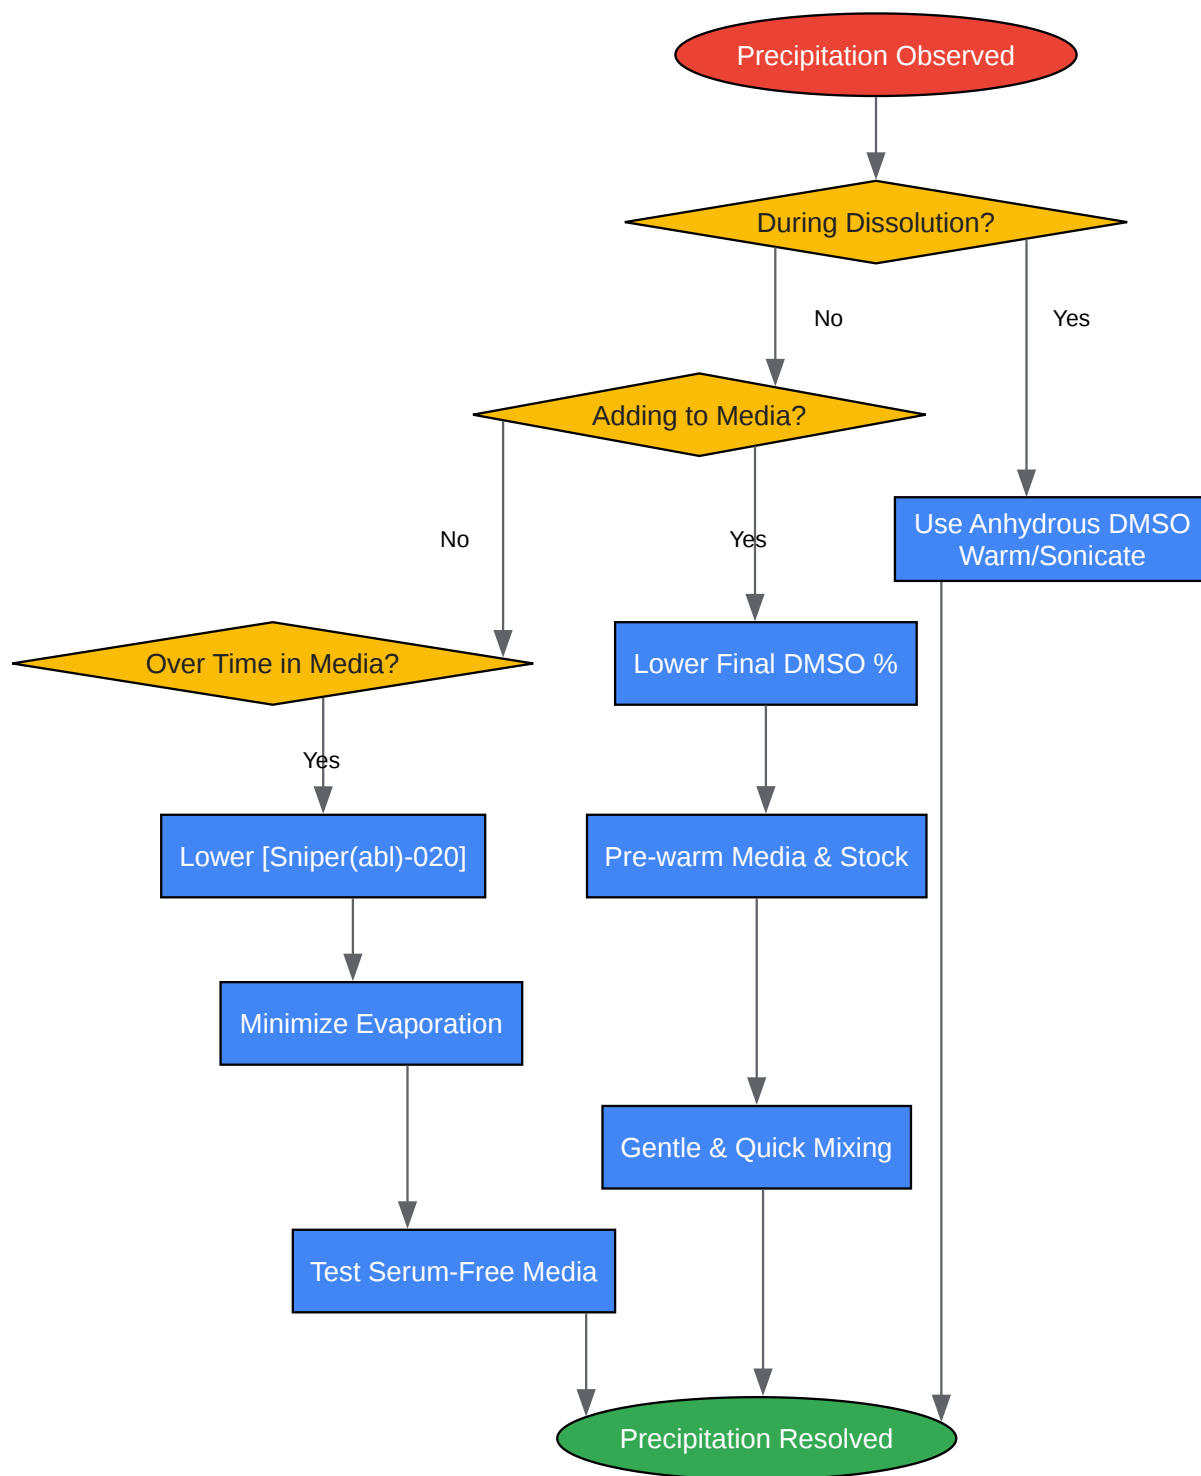 Precipitation Observed
During Dissolution?
No
Yes
Adding to Media?
Use Anhydrous DMSO
Warm/Sonicate
No
Yes
Over Time in Media?
Lower Final DMSO %
Yes
Lower [Sniper(abl)-020]
Pre-warm Media & Stock
Minimize Evaporation
Gentle & Quick Mixing
Test Serum-Free Media
Precipitation Resolved